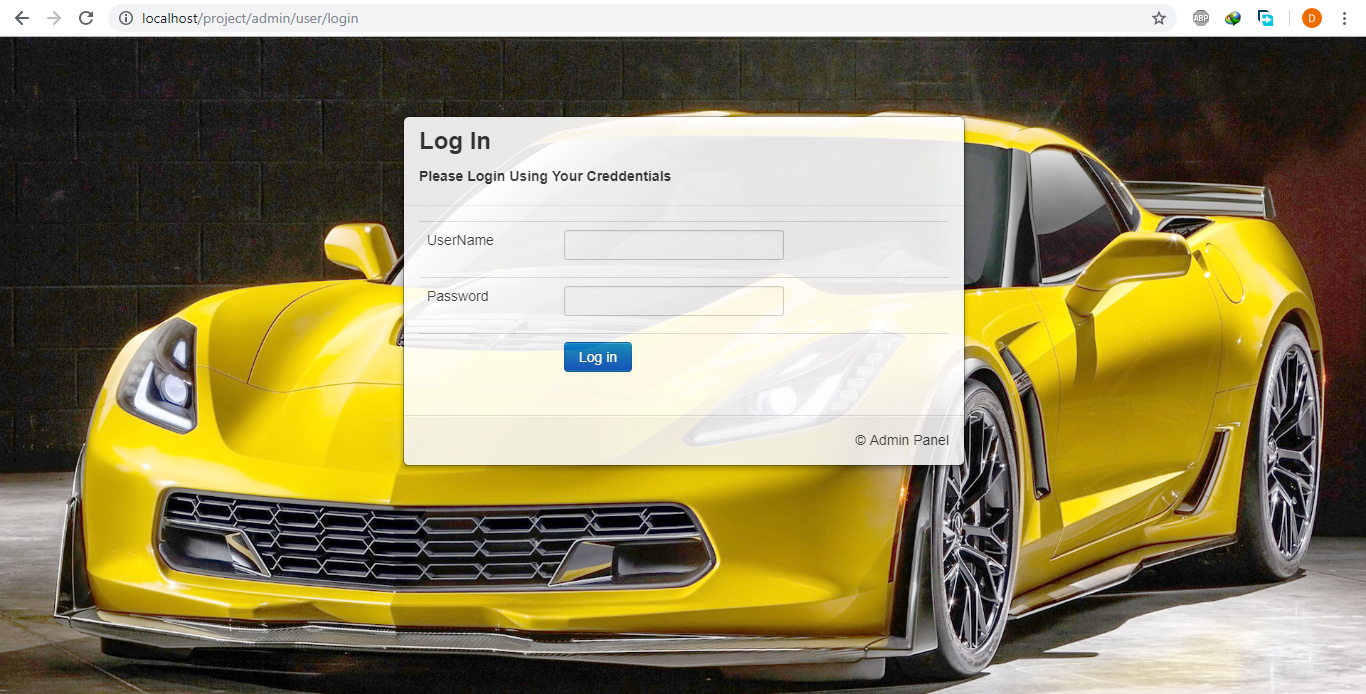 localhost/project/admin/user/login
ABP
D
Log In
Please Login Using Your Creddentials
UserName
Password
Log in
© Admin Panel